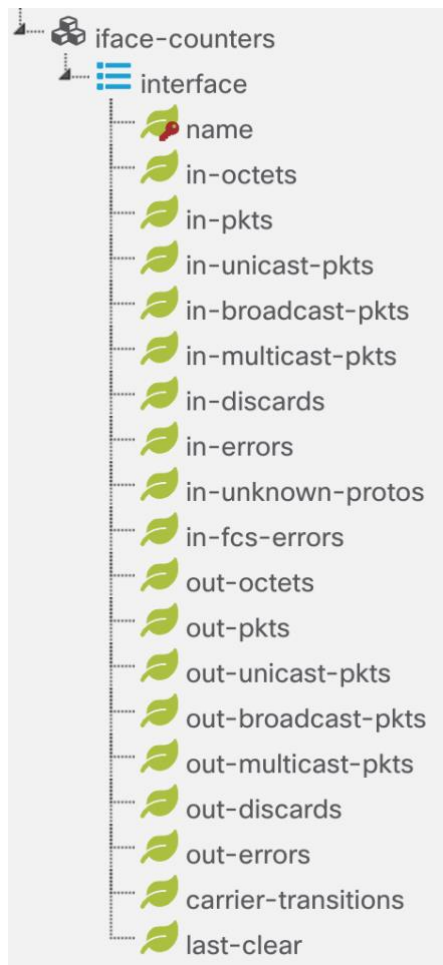 iface-counters
interface
name
in-octets
in-pkts
in-unicast-pkts
in-broadcast-pkts
in-multicast-pkts
in-discards
in-errors
in-unknown-protos
in-fcs-errors
out-octets
out-pkts
out-unicast-pkts
out-broadcast-pkts
out-multicast-pkts
out-discards
out-errors
carrier-transitions
last-clear